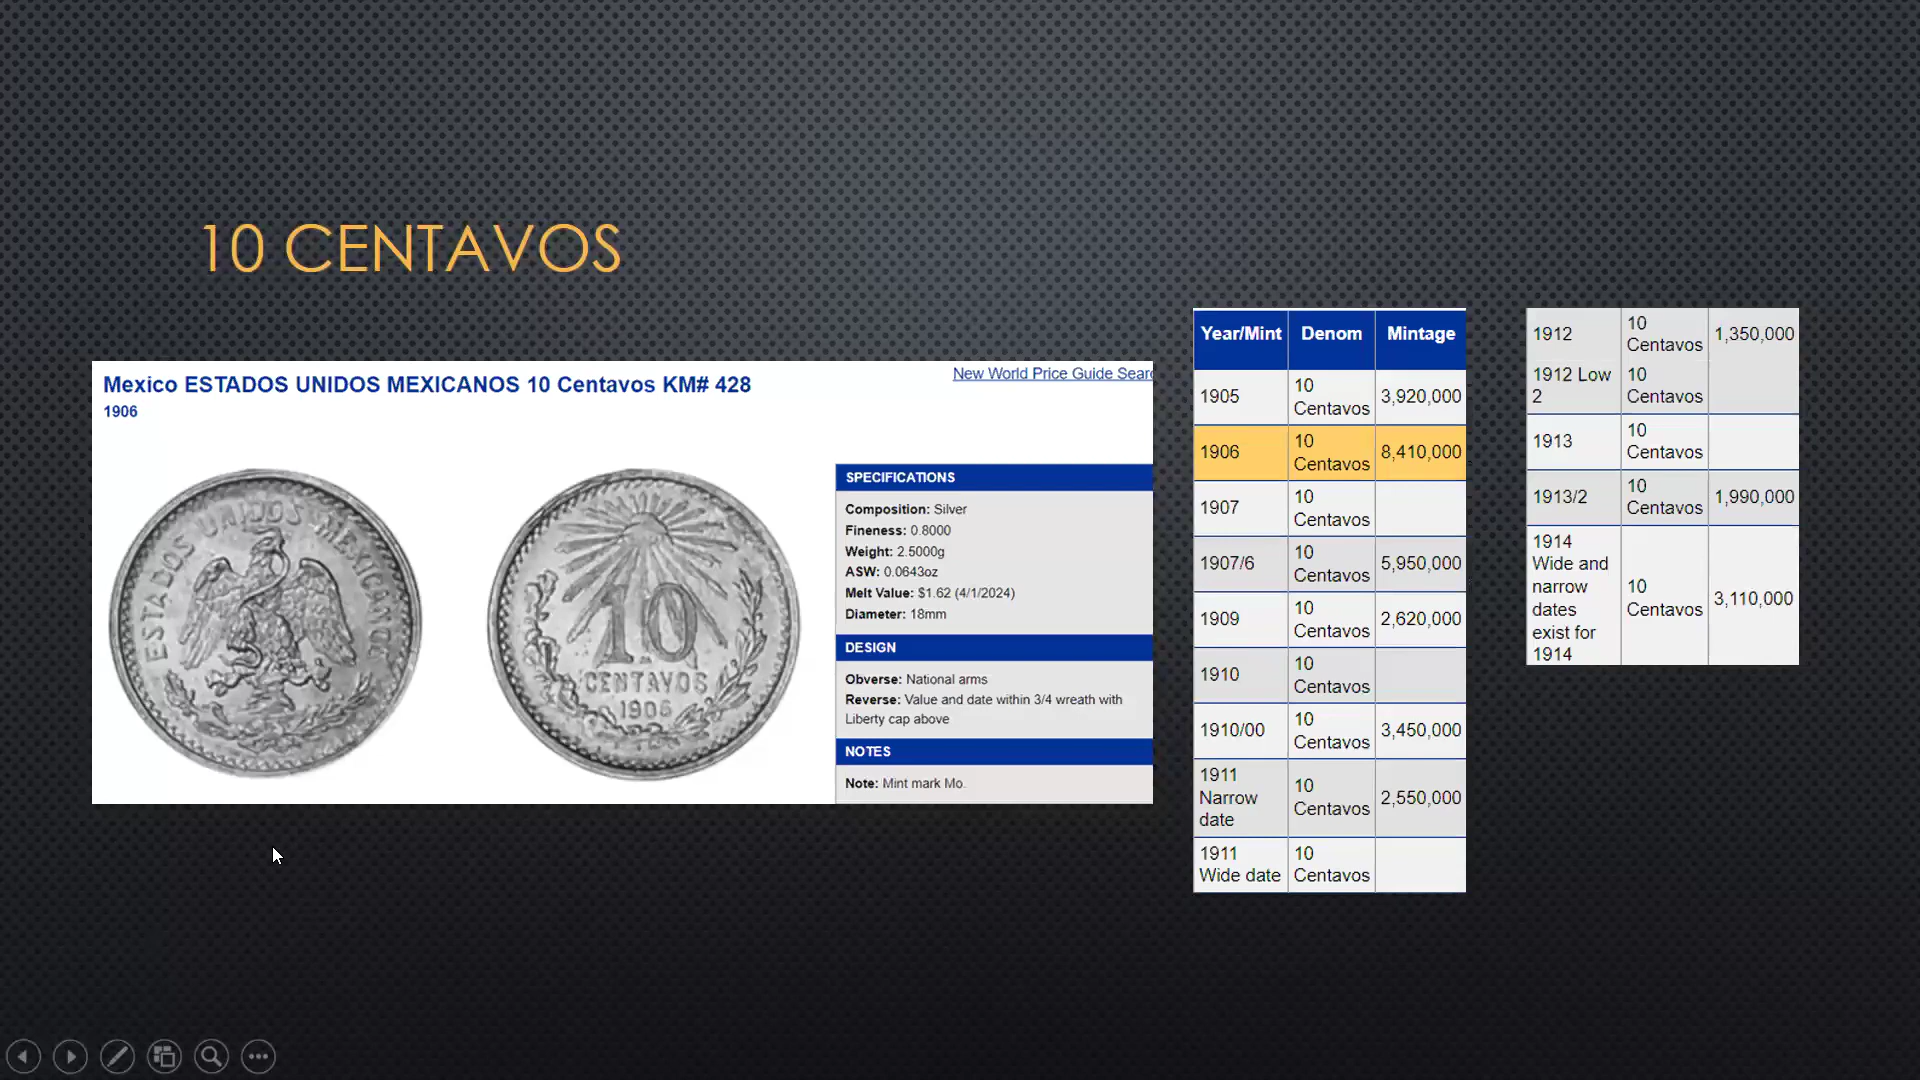 10 CENTAVOS
Mexico ESTADOS UNIDOS MEXICANOS 10 Centavos KM# 428
New World Price Guide Sear
1906
ESTADOS UNIDOS MEXICANOS
10
CENTAVOS
1906
SPECIFICATIONS
Composition: Silver
Fineness: 0.8000
Weight: 2.5000g
ASW: 0.0643oz
Melt Value: $1.62 (4/1/2024)
Diameter: 18mm
DESIGN
Obverse: National arms
Reverse: Value and date within 3/4 wreath with
Liberty cap above
NOTES
Note: Mint mark Mo.
Year/Mint Denom Mintage
1905 10 Centavos 3,920,000
1906 10 Centavos 8,410,000
1907 10 Centavos
1907/6 10 Centavos 5,950,000
1909 10 Centavos 2,620,000
1910 10 Centavos
1910/00 10 Centavos 3,450,000
1911 Narrow date 10 Centavos 2,550,000
1911 Wide date 10 Centavos
1912 10 Centavos 1,350,000
1912 Low 2 10 Centavos
1913 10 Centavos
1913/2 10 Centavos 1,990,000
1914 Wide and narrow dates exist for 1914 10 Centavos 3,110,000